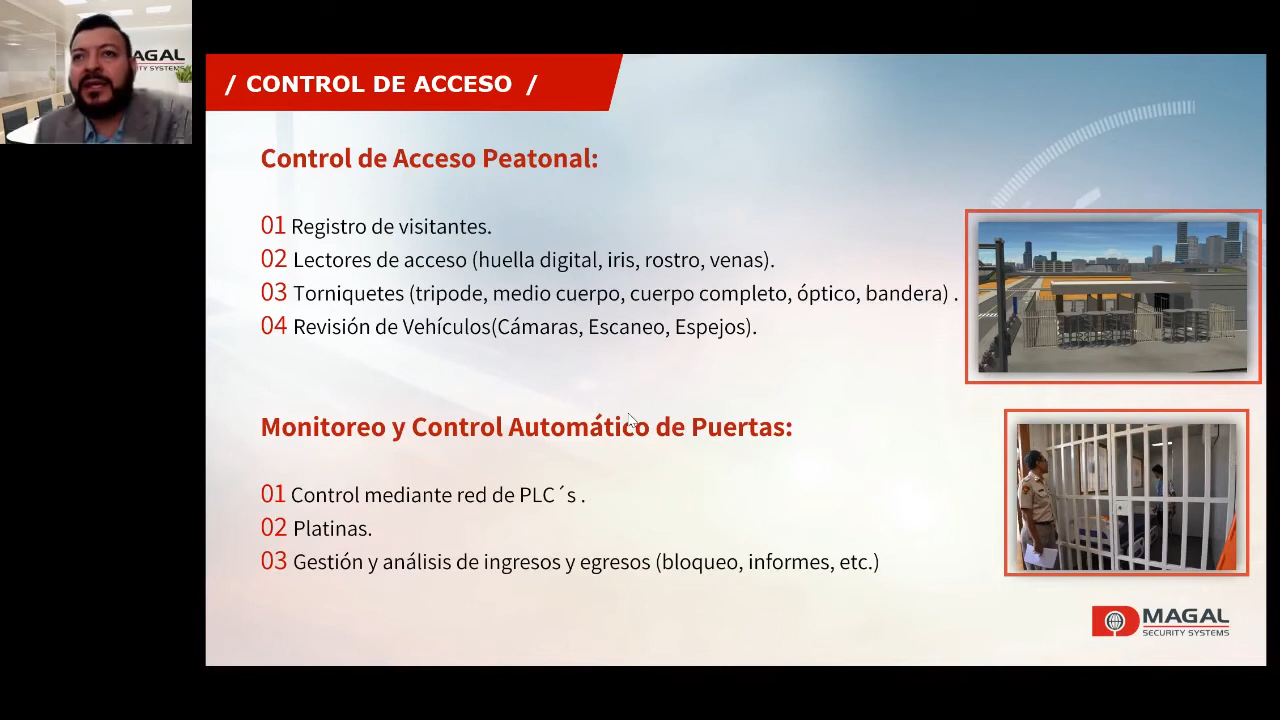 AGAL
ITY SYSTEMS
/ CONTROL DE ACCESO /
Control de Acceso Peatonal:
01 Registro de visitantes.
02 Lectores de acceso (huella digital, iris, rostro, venas).
03 Torniquetes (tripode, medio cuerpo, cuerpo completo, óptico, bandera) .
04 Revisión de Vehículos(Cámaras, Escaneo, Espejos).
Monitoreo y Control Automático de Puertas:
01 Control mediante red de PLC´s .
02 Platinas.
03 Gestión y análisis de ingresos y egresos (bloqueo, informes, etc.)
MAGAL
SECURITY SYSTEMS